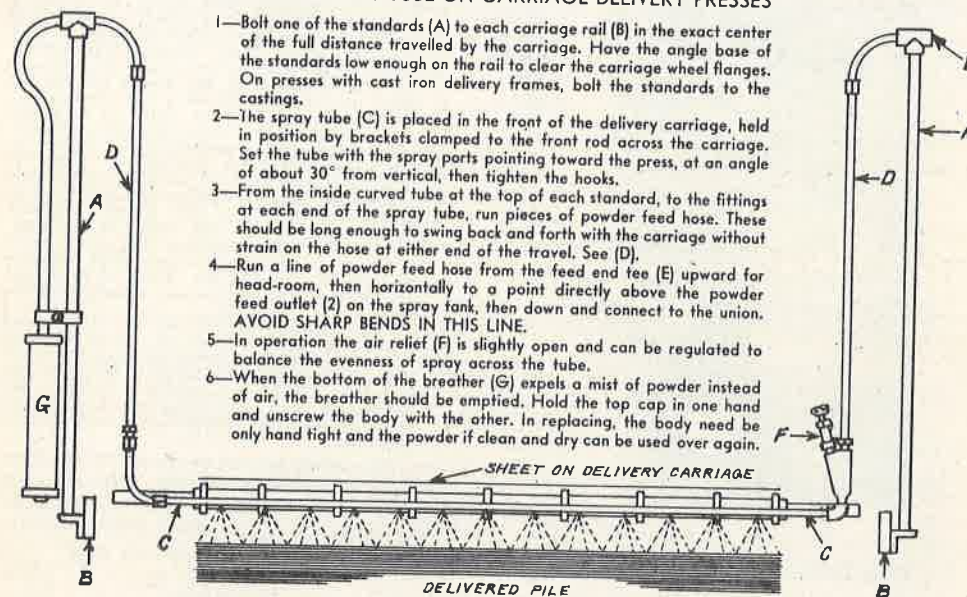 TUBE ON CARRIAGE DELIVERY PRESSES
1—Bolt one of the standards (A) to each carriage rail (B) in the exact center
of the full distance travelled by the carriage. Have the angle base of
the standards low enough on the rail to clear the carriage wheel flanges.
On presses with cast iron delivery frames, bolt the standards to the
castings.
2—The spray tube (C) is placed in the front of the delivery carriage, held
in position by brackets clamped to the front rod across the carriage.
Set the tube with the spray ports pointing toward the press, at an angle
of about 30° from vertical, then tighten the hooks.
3—From the inside curved tube at the top of each standard, to the fittings
at each end of the spray tube, run pieces of powder feed hose. These
should be long enough to swing back and forth with the carriage without
strain on the hose at either end of the travel. See (D).
4—Run a line of powder feed hose from the feed end tee (E) upward for
head-room, then horizontally to a point directly above the powder
feed outlet (2) on the spray tank, then down and connect to the union.
AVOID SHARP BENDS IN THIS LINE.
5—In operation the air relief (F) is slightly open and can be regulated to
balance the evenness of spray across the tube.
6—When the bottom of the breather (G) expels a mist of powder instead
of air, the breather should be emptied. Hold the top cap in one hand
and unscrew the body with the other. In replacing, the body need be
only hand tight and the powder if clean and dry can be used over again.
D
A
D
G
F
SHEET ON DELIVERY CARRIAGE
C
C
B
B
DELIVERED PILE